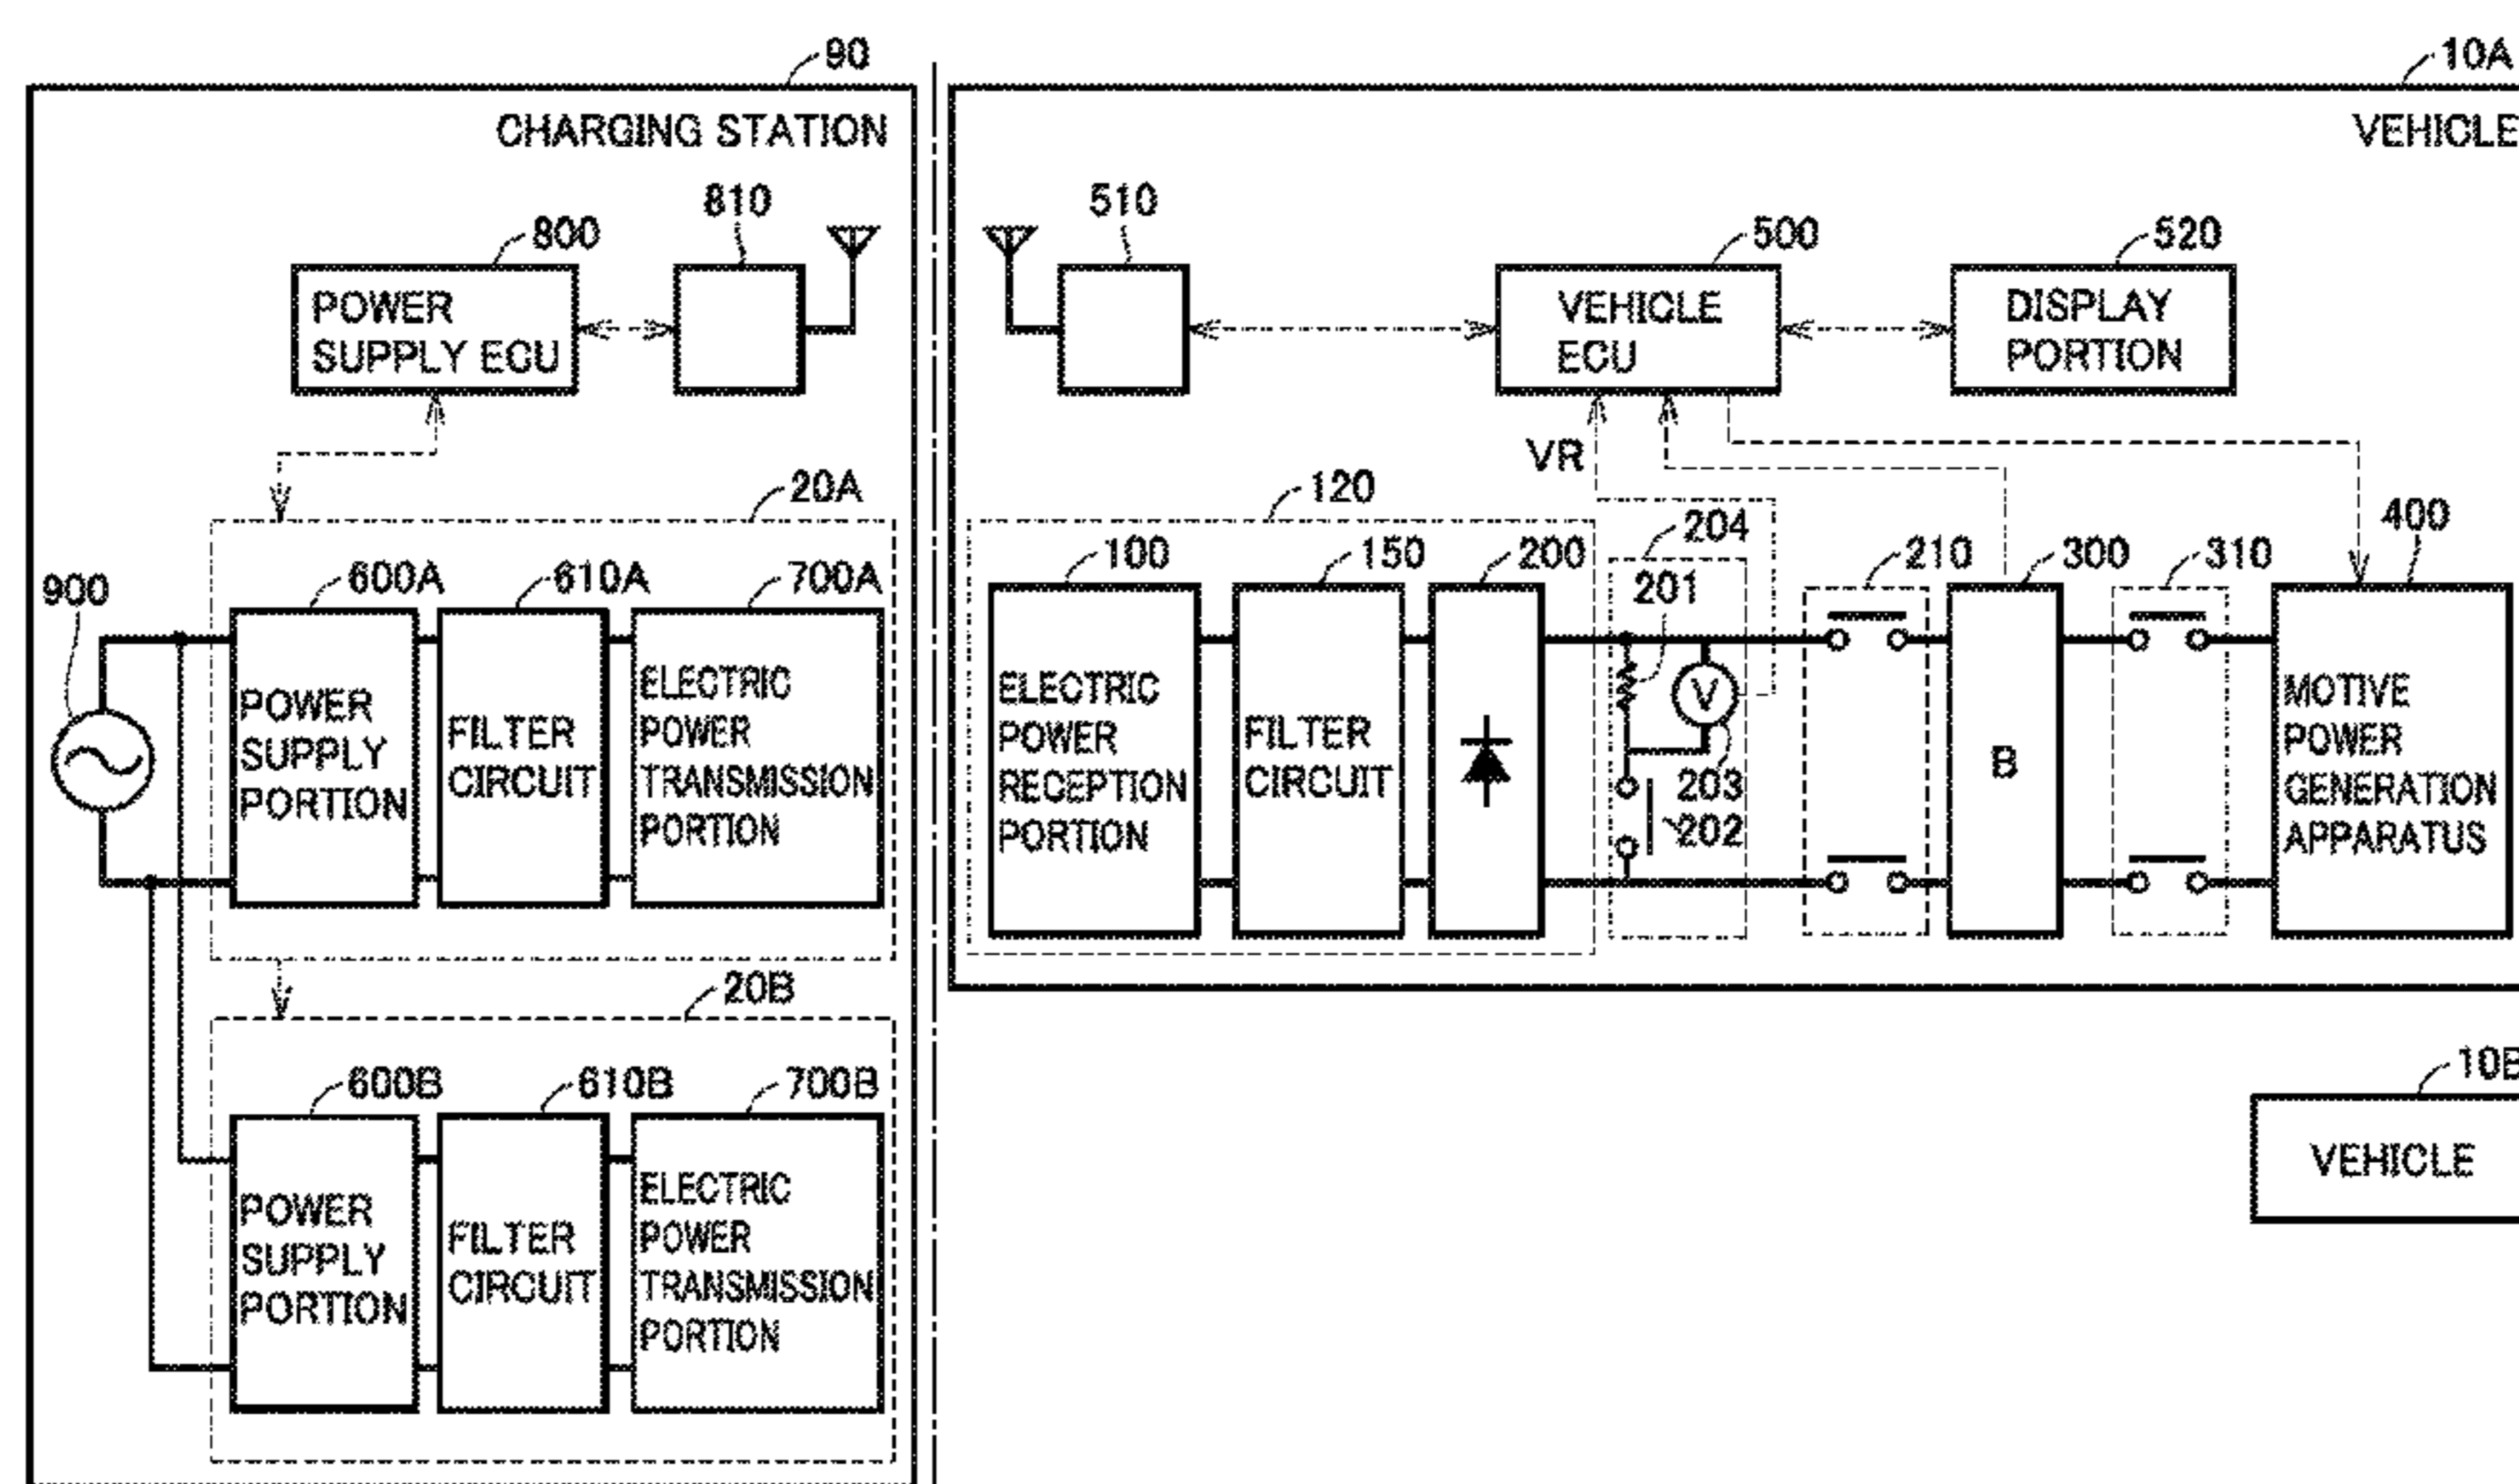 90
10A
CHARGING STATION
VEHICLE
810
510
800
500
520
POWER
SUPPLY ECU
VEHICLE
ECU
DISPLAY
PORTION
VR
20A
120
204
400
900
600A
610A
700A
100
150
200
201
210
300
310
POWER
SUPPLY
PORTION
FILTER
CIRCUIT
ELECTRIC
POWER
TRANSMISSION
PORTION
ELECTRIC
POWER
RECEPTION
PORTION
FILTER
CIRCUIT
V
203
202
B
MOTIVE
POWER
GENERATION
APPARATUS
20B
600B
610B
700B
10B
POWER
SUPPLY
PORTION
FILTER
CIRCUIT
ELECTRIC
POWER
TRANSMISSION
PORTION
VEHICLE